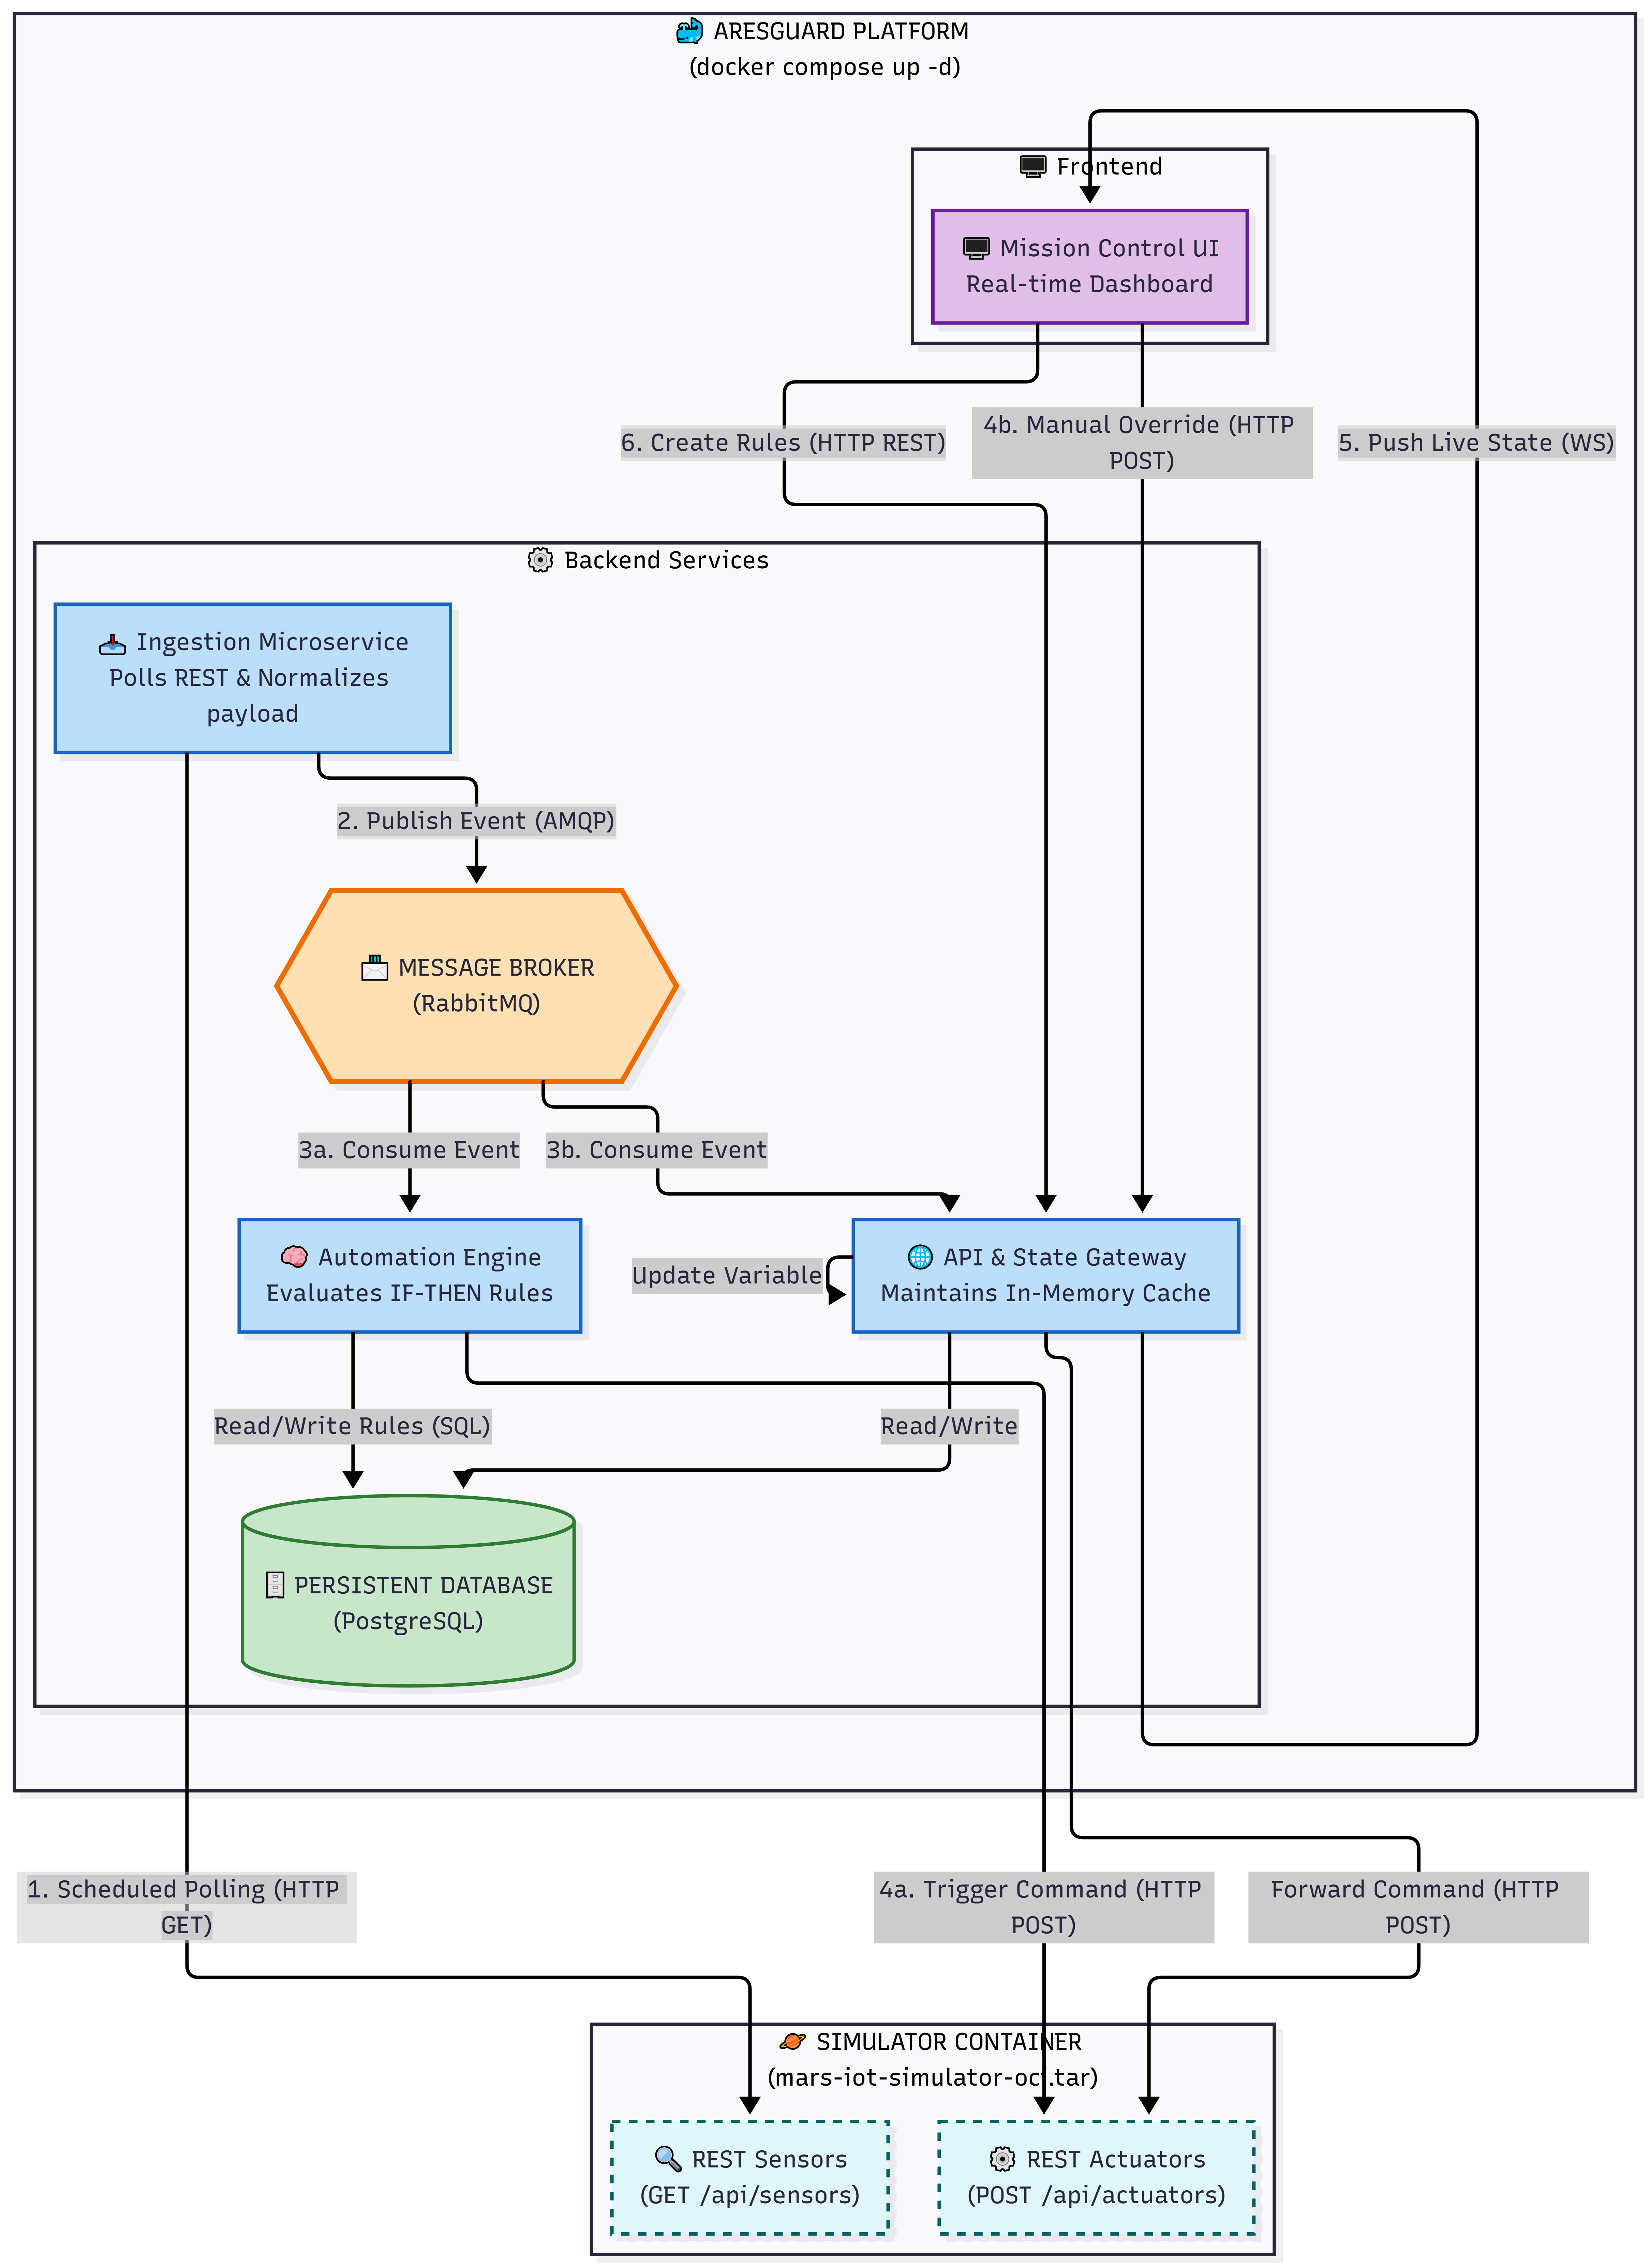 ARESGUARD PLATFORM
(docker compose up -d)
Frontend
Mission Control UI
Real-time Dashboard
6. Create Rules (HTTP REST)
4b. Manual Override (HTTP
POST)
5. Push Live State (WS)
Backend Services
Ingestion Microservice
Polls REST & Normalizes
payload
2. Publish Event (AMQP)
MESSAGE BROKER
(RabbitMQ)
3a. Consume Event
3b. Consume Event
Automation Engine
Evaluates IF-THEN Rules
Update Variable
API & State Gateway
Maintains In-Memory Cache
Read/Write Rules (SQL)
Read/Write
PERSISTENT DATABASE
(PostgreSQL)
1. Scheduled Polling (HTTP
GET)
4a. Trigger Command (HTTP
POST)
Forward Command (HTTP
POST)
SIMULATOR CONTAINER
(mars-iot-simulator-oci.tar)
REST Sensors
(GET /api/sensors)
REST Actuators
(POST /api/actuators)